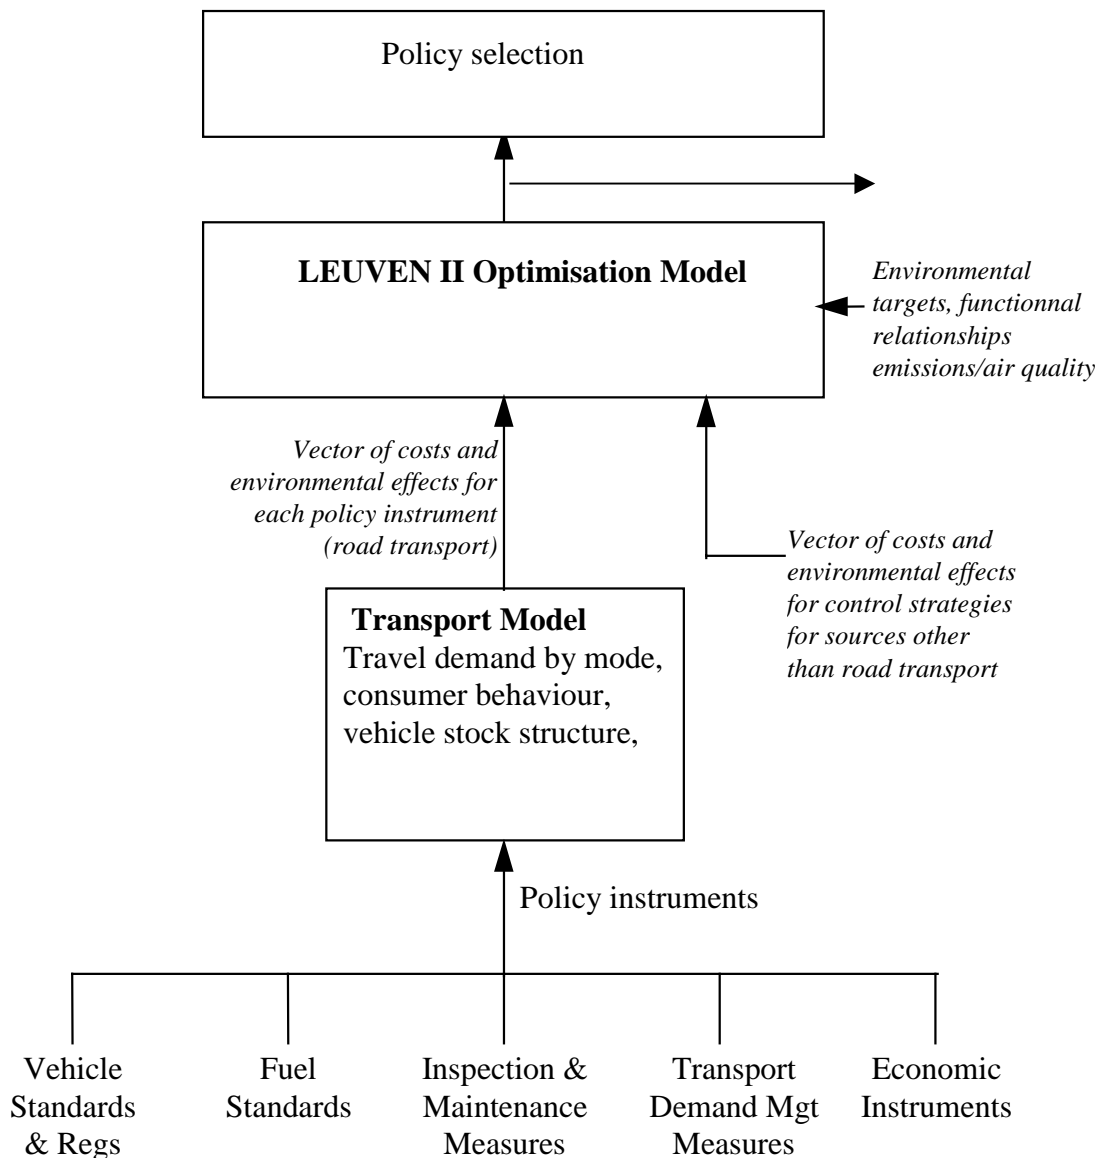 Policy selection
LEUVEN II Optimisation Model
Environmental
targets, functionnal
relationships
emissions/air quality
Vector of costs and
environmental effects for
each policy instrument
(road transport)
Vector of costs and
environmental effects
for control strategies
for sources other
than road transport
Transport Model
Travel demand by mode,
consumer behaviour,
vehicle stock structure,
Policy instruments
Vehicle
Standards
& Regs
Fuel
Standards
Inspection &
Maintenance
Measures
Transport
Demand Mgt
Measures
Economic
Instruments